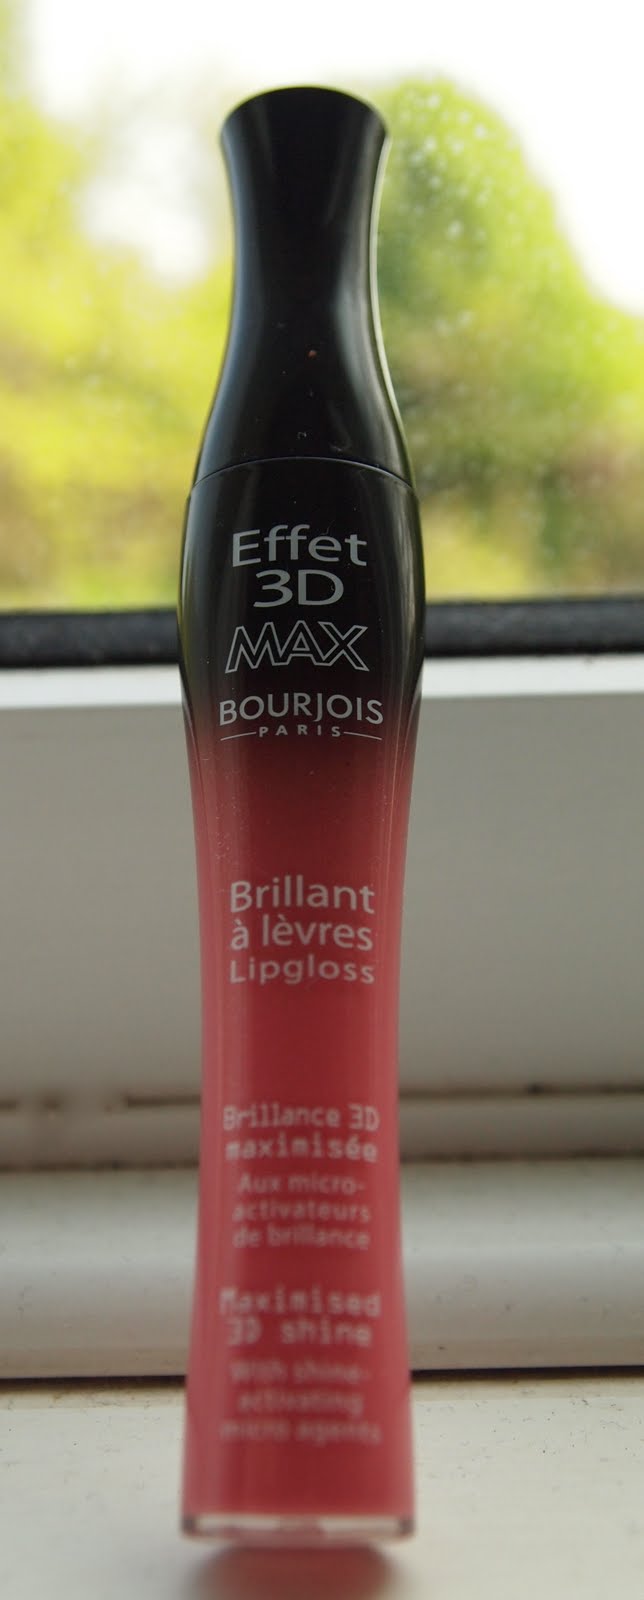 Effet
3D
MAX
BOURJOIS
PARIS
Brillant
à lèvres
Lipgloss
Brillance 3D
maximisée
Aux micro-
activateurs
de brillance
Maximised
3D shine
With shine-
activating
micro agents